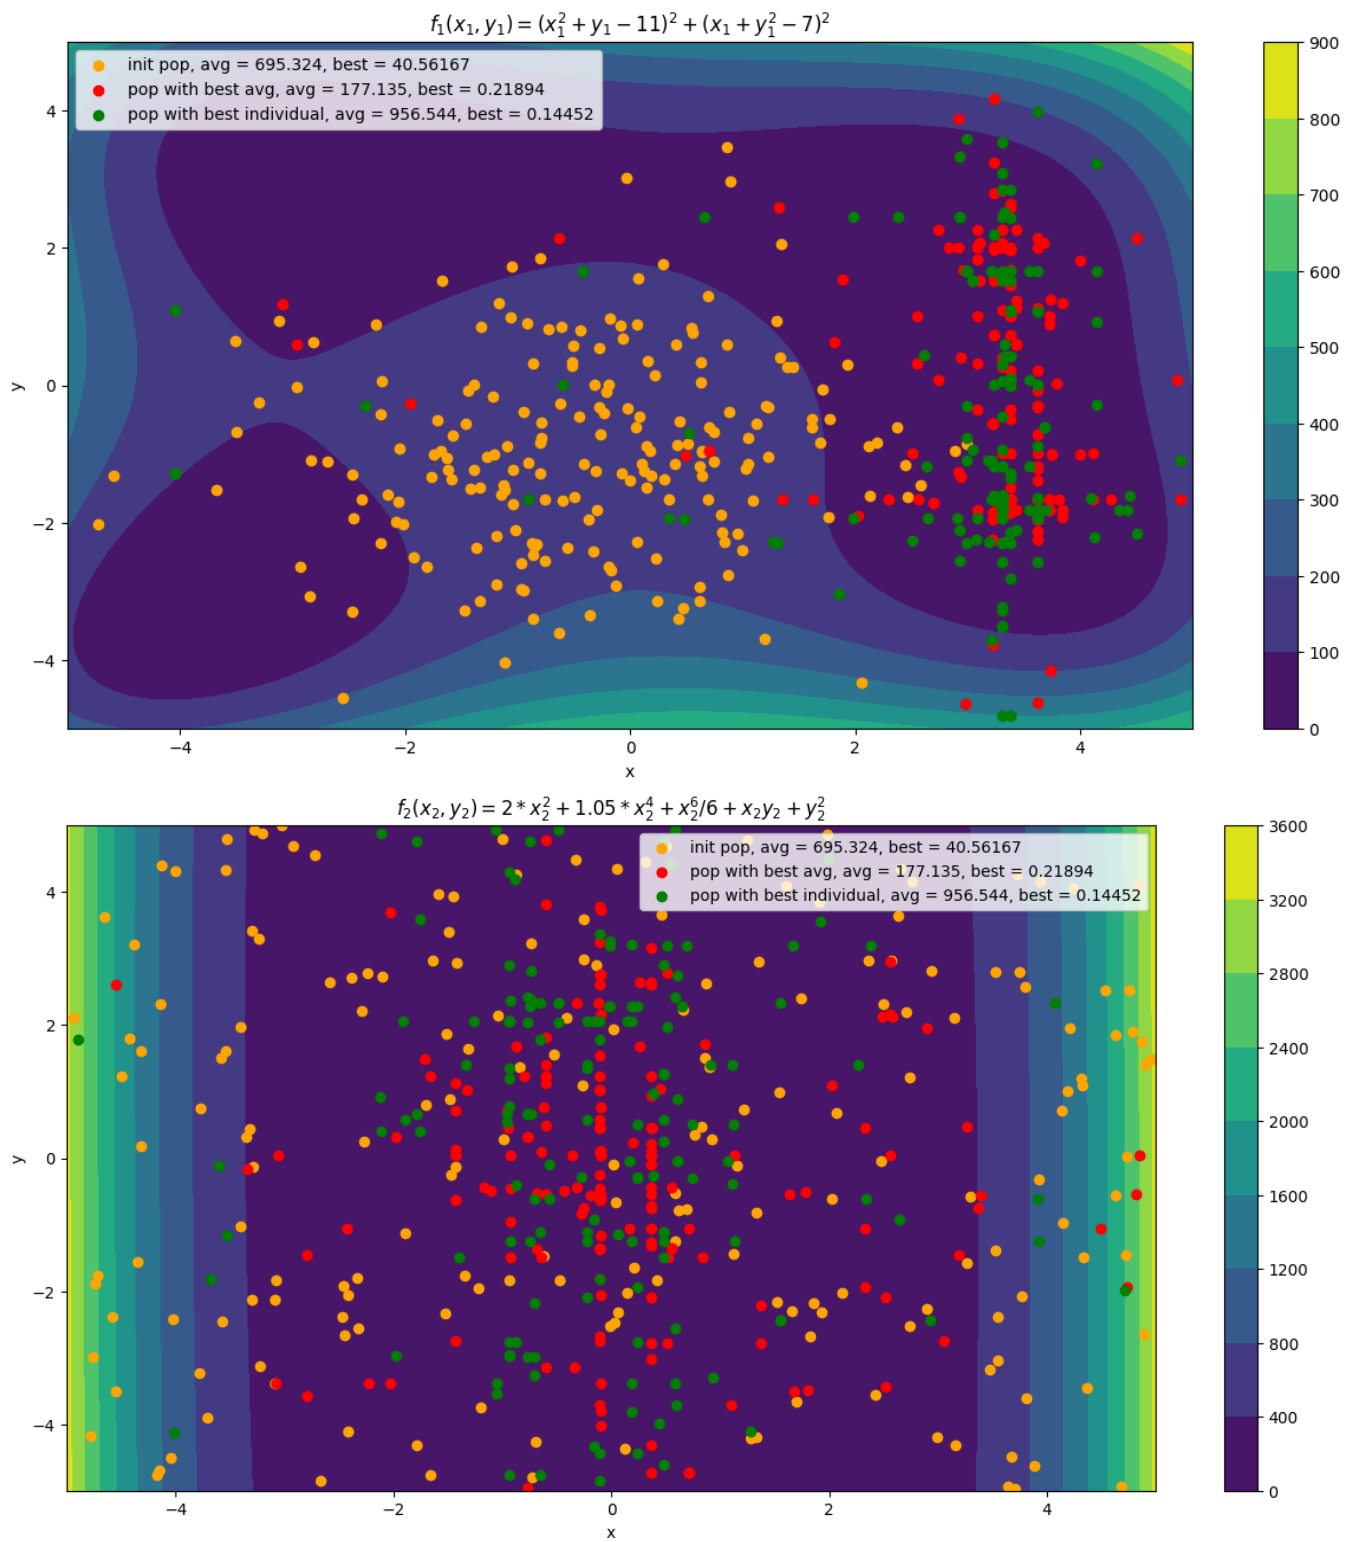 f₁(x₁, y₁) = (x₁² + y₁ − 11)² + (x₁ + y₁² − 7)²
init pop, avg = 695.324, best = 40.56167
pop with best avg, avg = 177.135, best = 0.21894
pop with best individual, avg = 956.544, best = 0.14452
4
2
0
−2
−4
y
−4 −2 0 2 4
x
900
800
700
600
500
400
300
200
100
0
f₂(x₂, y₂) = 2 * x₂² + 1.05 * x₂⁴ + x₂⁶/6 + x₂y₂ + y₂²
init pop, avg = 695.324, best = 40.56167
pop with best avg, avg = 177.135, best = 0.21894
pop with best individual, avg = 956.544, best = 0.14452
4
2
0
−2
−4
y
−4 −2 0 2 4
x
3600
3200
2800
2400
2000
1600
1200
800
400
0